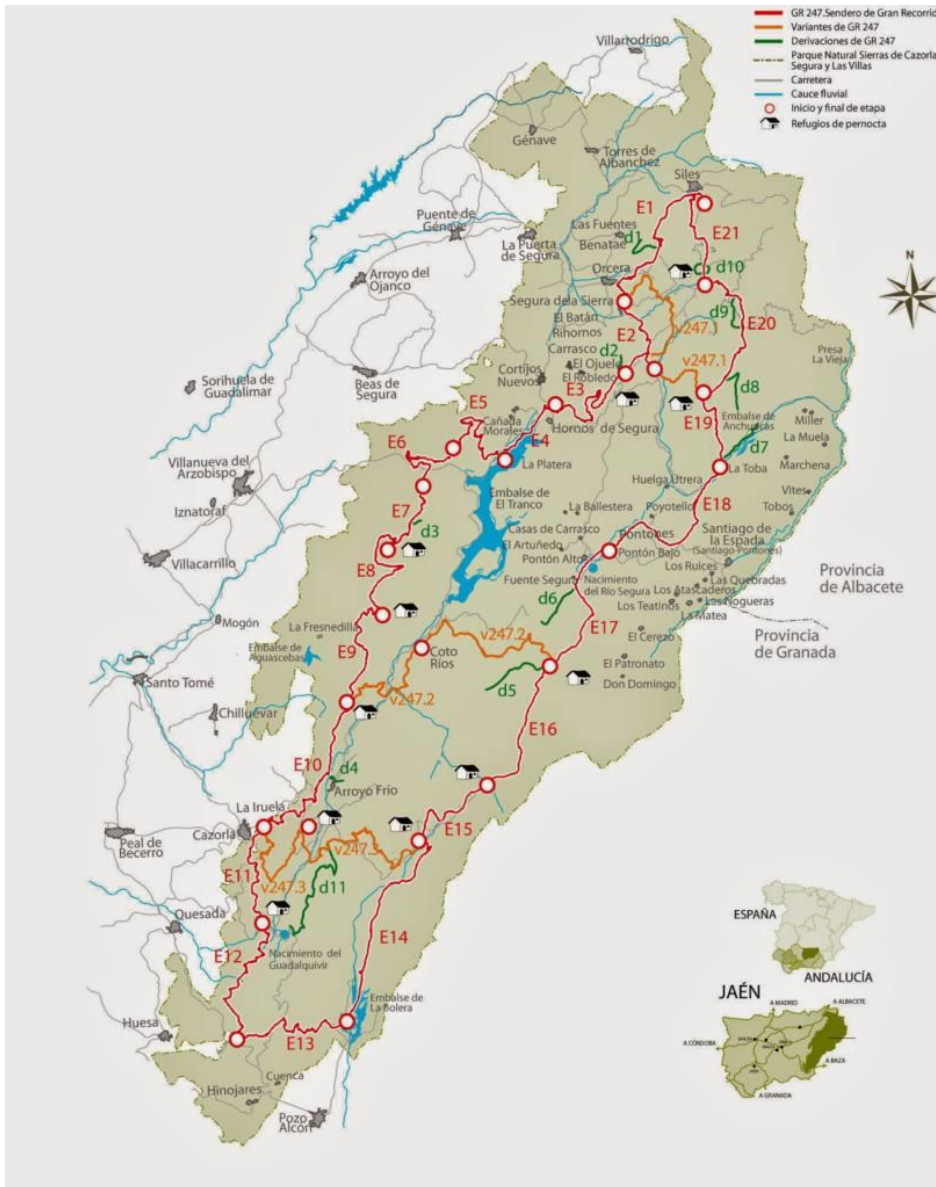 GR 247.Sendero de Gran Recorrido
Variantes de GR 247
Derivaciones de GR 247
Parque Natural Sierras de Cazorla
Segura y Las Villas
Carretera
Cauce fluvial
Inicio y final de etapa
Refugios de pernocta
Villarrodrigo
Génave
Torres de
Albanchez
Siles
E1
Las Fuentes
d1
Benatae
E21
Puente de
Génave
La Puerta
de Segura
N
Orcera
d10
Arroyo del
Ojanco
Segura dela Sierra
d9
E20
El Batán
Rihornos
E2
v247.1
Carrasco
d2
El Ojuelo
v247.1
Presa
La Vieja
Cortijos
Nuevos
El Robledo
d8
Sorihuela de
Guadalimar
Beas de
Segura
E3
E19
E5
Cañada
Morales
Hornos de Segura
Embalse de
Anchuricas
Miller
La Muela
E6
E4
d7
La Platera
La Toba
Marchena
Villanueva del
Arzobispo
Huelga Utrera
Vites
Iznatoraf
E7
Embalse de
El Tranco
La Ballestera
Poyotello
E18
Tobos
d3
Casas de Carrasco
Pontones
Santiago de
la Espada
(Santiago-Pontones)
Villacarrillo
E8
El Artuñedo
Pontón Alto
Pontón Bajo
Los Ruices
Fuente Segura
Nacimiento
del Río Segura
Las Quebradas
Los Atascaderos
Las Nogueras
Provincia
de Albacete
d6
Los Teatinos
La Matea
Mogón
La Fresnedilla
E17
El Cerezo
Provincia
de Granada
Embalse de
Aguascebas
E9
v247.2
Coto
Ríos
El Patronato
Santo Tomé
v247.2
d5
Don Domingo
Chilluévar
E16
E10
d4
Arroyo Frío
La Iruela
Cazorla
Peal de
Becerro
E15
v247.3
E11
v247.3
d11
Quesada
ESPAÑA
E12
Nacimiento del
Guadalquivir
E14
ANDALUCÍA
JAÉN
A MADRID
A ALBACETE
Embalse de
La Bolera
Huesa
E13
A CÓRDOBA
A BAZA
Cuenca
Hinojares
A GRANADA
Pozo
Alcón